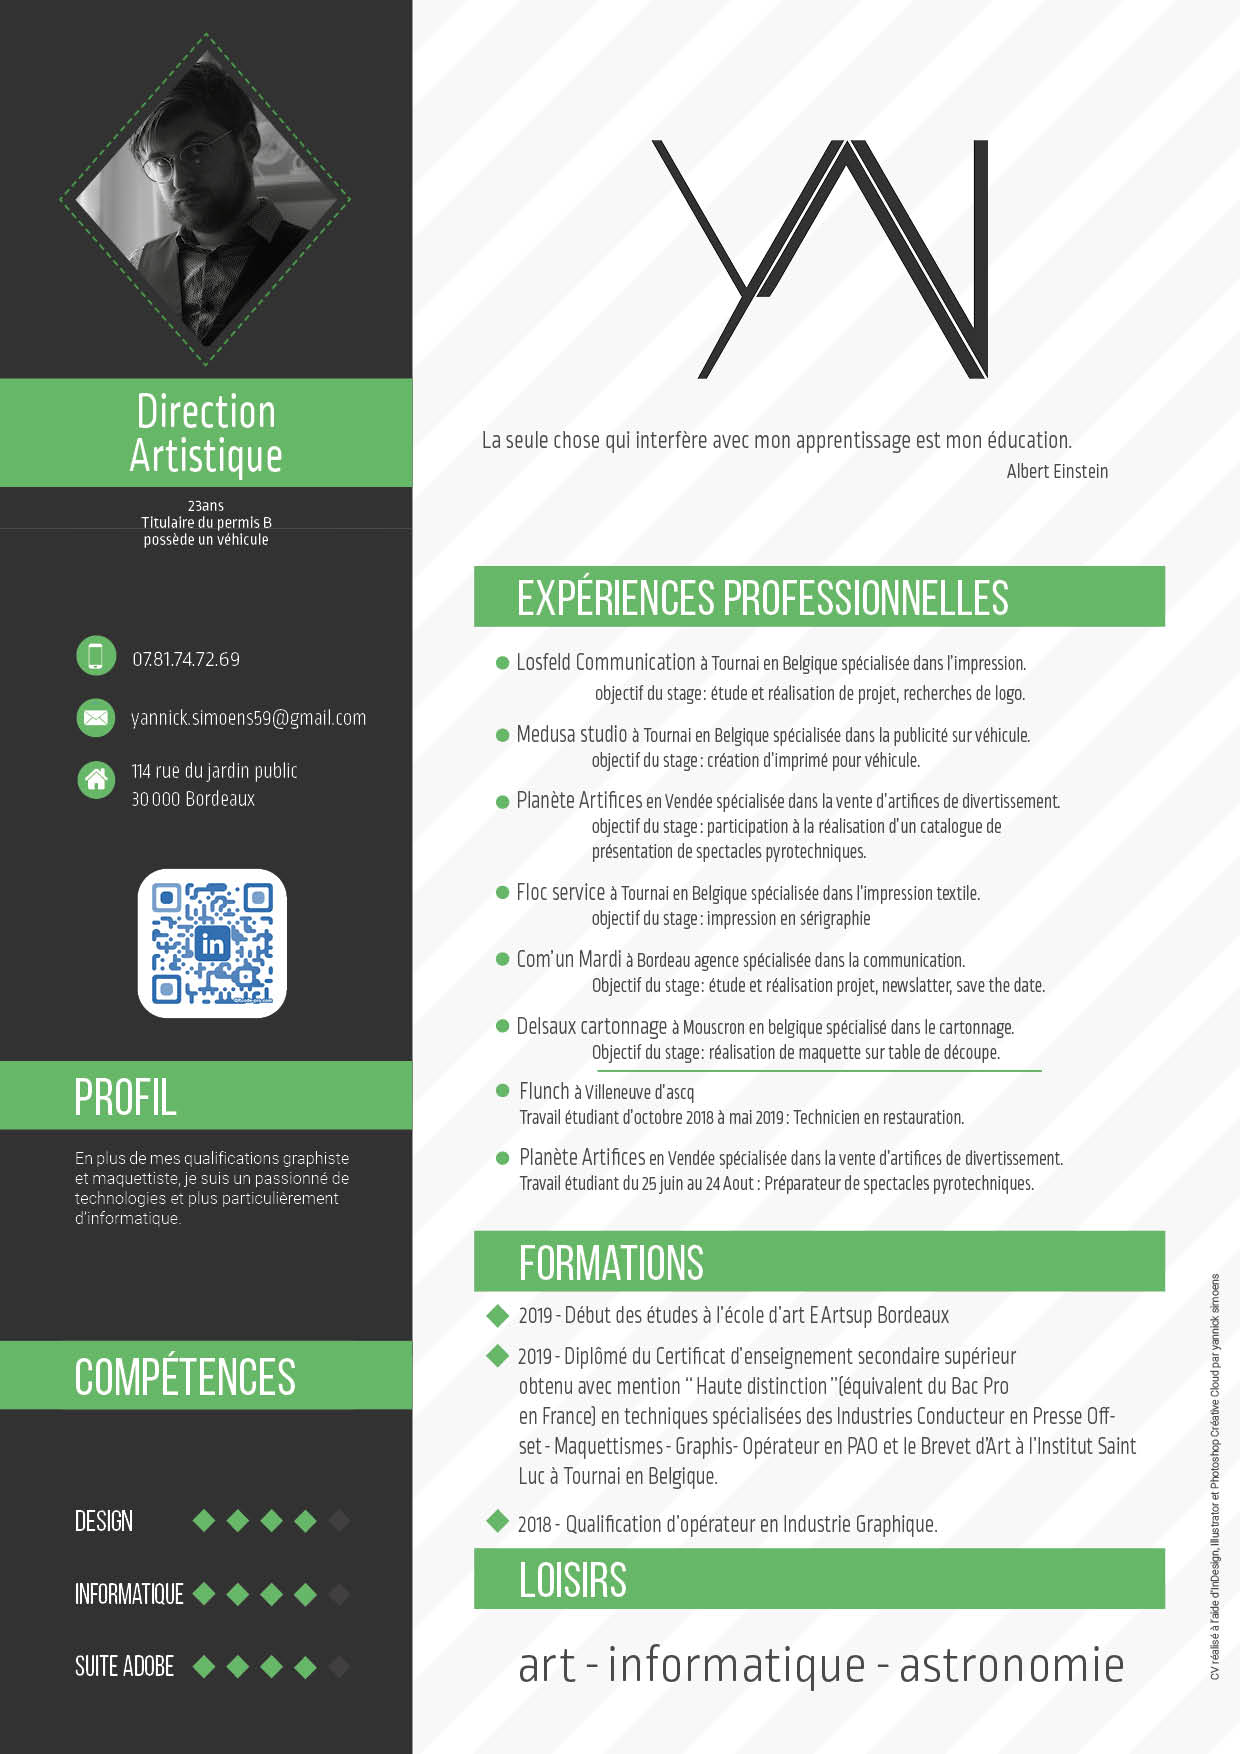 Direction
Artistique
23ans
Titulaire du permis B
possède un véhicule
07.81.74.72.69
yannick.simoens59@gmail.com
114 rue du jardin public
30 000 Bordeaux
in
PROFIL
En plus de mes qualifications graphiste
et maquettiste, je suis un passionné de
technologies et plus particulièrement
d'informatique.
COMPÉTENCES
DESIGN
INFORMATIQUE
SUITE ADOBE
YAN
La seule chose qui interfère avec mon apprentissage est mon éducation.
Albert Einstein
EXPÉRIENCES PROFESSIONNELLES
Losfeld Communication à Tournai en Belgique spécialisée dans l'impression.
objectif du stage : étude et réalisation de projet, recherches de logo.
Medusa studio à Tournai en Belgique spécialisée dans la publicité sur véhicule.
objectif du stage : création d'imprimé pour véhicule.
Planète Artifices en Vendée spécialisée dans la vente d'artifices de divertissement.
objectif du stage : participation à la réalisation d'un catalogue de
présentation de spectacles pyrotechniques.
Floc service à Tournai en Belgique spécialisée dans l'impression textile.
objectif du stage : impression en sérigraphie
Com'un Mardi à Bordeau agence spécialisée dans la communication.
Objectif du stage : étude et réalisation projet, newslatter, save the date.
Delsaux cartonnage à Mouscron en belgique spécialisé dans le cartonnage.
Objectif du stage : réalisation de maquette sur table de découpe.
Flunch à Villeneuve d'ascq
Travail étudiant d'octobre 2018 à mai 2019 : Technicien en restauration.
Planète Artifices en Vendée spécialisée dans la vente d'artifices de divertissement.
Travail étudiant du 25 juin au 24 Aout : Préparateur de spectacles pyrotechniques.
FORMATIONS
2019 - Début des études à l'école d'art E Artsup Bordeaux
2019 - Diplômé du Certificat d'enseignement secondaire supérieur
obtenu avec mention " Haute distinction "(équivalent du Bac Pro
en France) en techniques spécialisées des Industries Conducteur en Presse Off-
set - Maquettismes - Graphis- Opérateur en PAO et le Brevet d'Art à l'Institut Saint
Luc à Tournai en Belgique.
2018 - Qualification d'opérateur en Industrie Graphique.
LOISIRS
art - informatique - astronomie
CV réalisé à l'aide d'InDesign, Illustrator et Photoshop Créative Cloud par yannick simoens